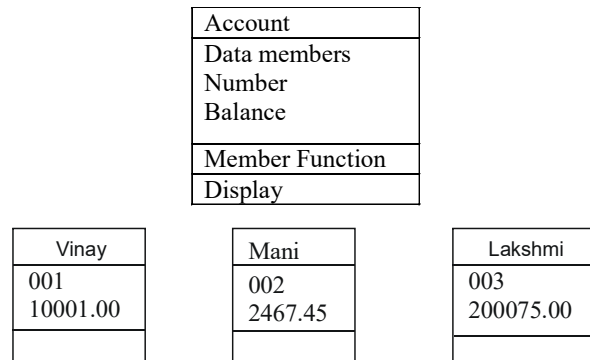 Account
Data members
Number
Balance
Member Function
Display
Vinay
001
10001.00
Mani
002
2467.45
Lakshmi
003
200075.00